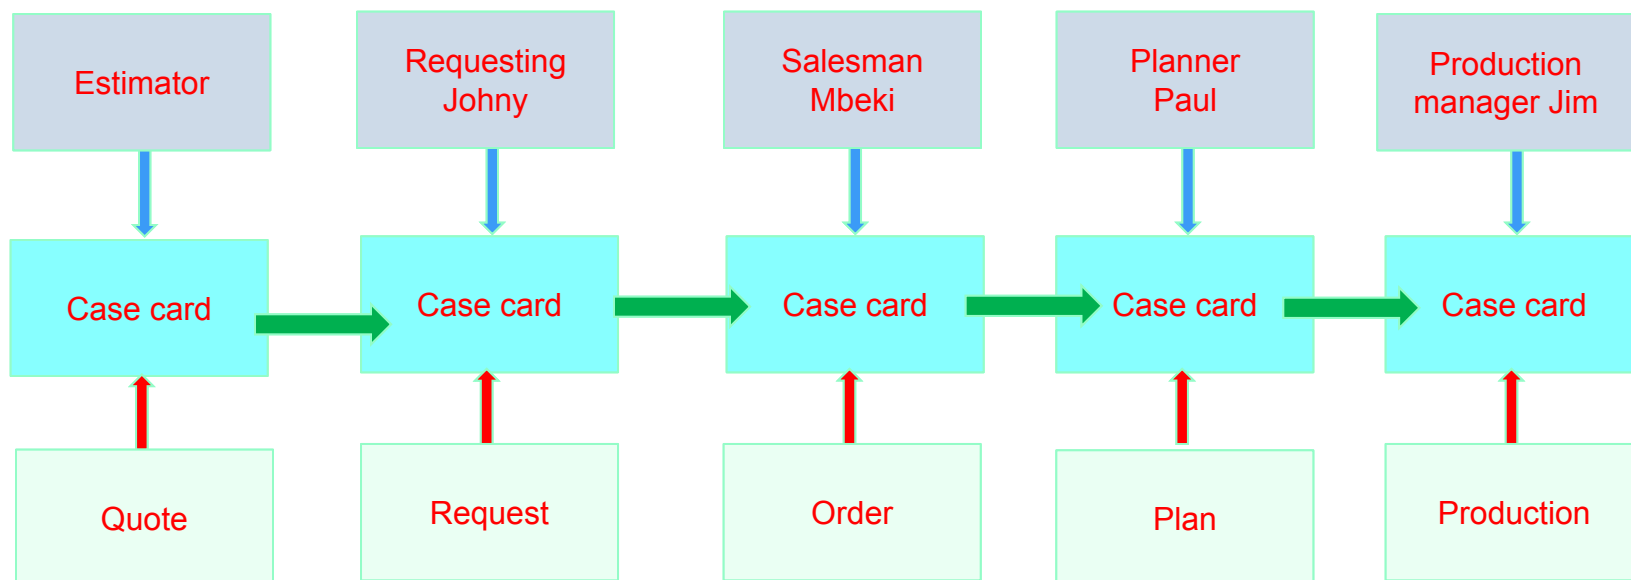 Estimator
Requesting
Johny
Salesman
Mbeki
Planner
Paul
Production
manager Jim
Case card
Case card
Case card
Case card
Case card
Quote
Request
Order
Plan
Production